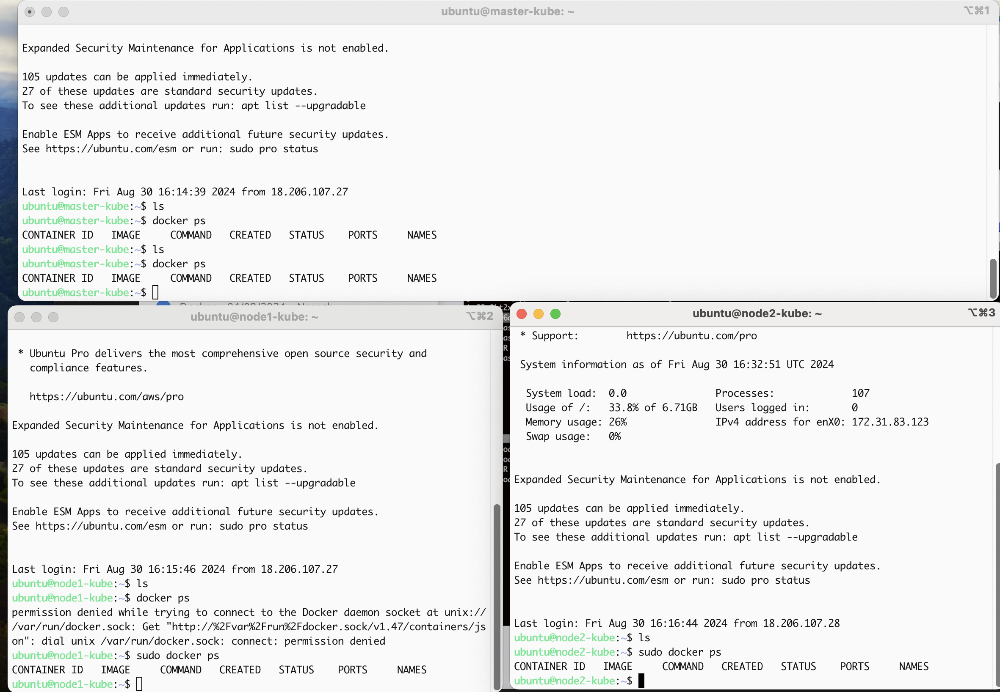 ubuntu@master-kube: ~
⌥⌘1
Expanded Security Maintenance for Applications is not enabled.
105 updates can be applied immediately.
27 of these updates are standard security updates.
To see these additional updates run: apt list --upgradable
Enable ESM Apps to receive additional future security updates.
See https://ubuntu.com/esm or run: sudo pro status
Last login: Fri Aug 30 16:14:39 2024 from 18.206.107.27
ubuntu@master-kube:~$ ls
ubuntu@master-kube:~$ docker ps
CONTAINER ID   IMAGE     COMMAND   CREATED   STATUS    PORTS     NAMES
ubuntu@master-kube:~$ ls
ubuntu@master-kube:~$ docker ps
CONTAINER ID   IMAGE     COMMAND   CREATED   STATUS    PORTS     NAMES
ubuntu@master-kube:~$
ubuntu@node1-kube: ~
⌥⌘2
* Ubuntu Pro delivers the most comprehensive open source security and
compliance features.
https://ubuntu.com/aws/pro
Expanded Security Maintenance for Applications is not enabled.
105 updates can be applied immediately.
27 of these updates are standard security updates.
To see these additional updates run: apt list --upgradable
Enable ESM Apps to receive additional future security updates.
See https://ubuntu.com/esm or run: sudo pro status
Last login: Fri Aug 30 16:15:46 2024 from 18.206.107.27
ubuntu@node1-kube:~$ ls
ubuntu@node1-kube:~$ docker ps
permission denied while trying to connect to the Docker daemon socket at unix://
/var/run/docker.sock: Get "http://%2Fvar%2Frun%2Fdocker.sock/v1.47/containers/js
on": dial unix /var/run/docker.sock: connect: permission denied
ubuntu@node1-kube:~$ sudo docker ps
CONTAINER ID   IMAGE     COMMAND   CREATED   STATUS    PORTS     NAMES
ubuntu@node1-kube:~$
ubuntu@node2-kube: ~
⌥⌘3
* Support:        https://ubuntu.com/pro
System information as of Fri Aug 30 16:32:51 UTC 2024
System load:  0.0               Processes:             107
Usage of /:   33.8% of 6.71GB   Users logged in:       0
Memory usage: 26%               IPv4 address for enX0: 172.31.83.123
Swap usage:   0%
Expanded Security Maintenance for Applications is not enabled.
105 updates can be applied immediately.
27 of these updates are standard security updates.
To see these additional updates run: apt list --upgradable
Enable ESM Apps to receive additional future security updates.
See https://ubuntu.com/esm or run: sudo pro status
Last login: Fri Aug 30 16:16:44 2024 from 18.206.107.28
ubuntu@node2-kube:~$ ls
ubuntu@node2-kube:~$ sudo docker ps
CONTAINER ID   IMAGE     COMMAND   CREATED   STATUS    PORTS     NAMES
ubuntu@node2-kube:~$